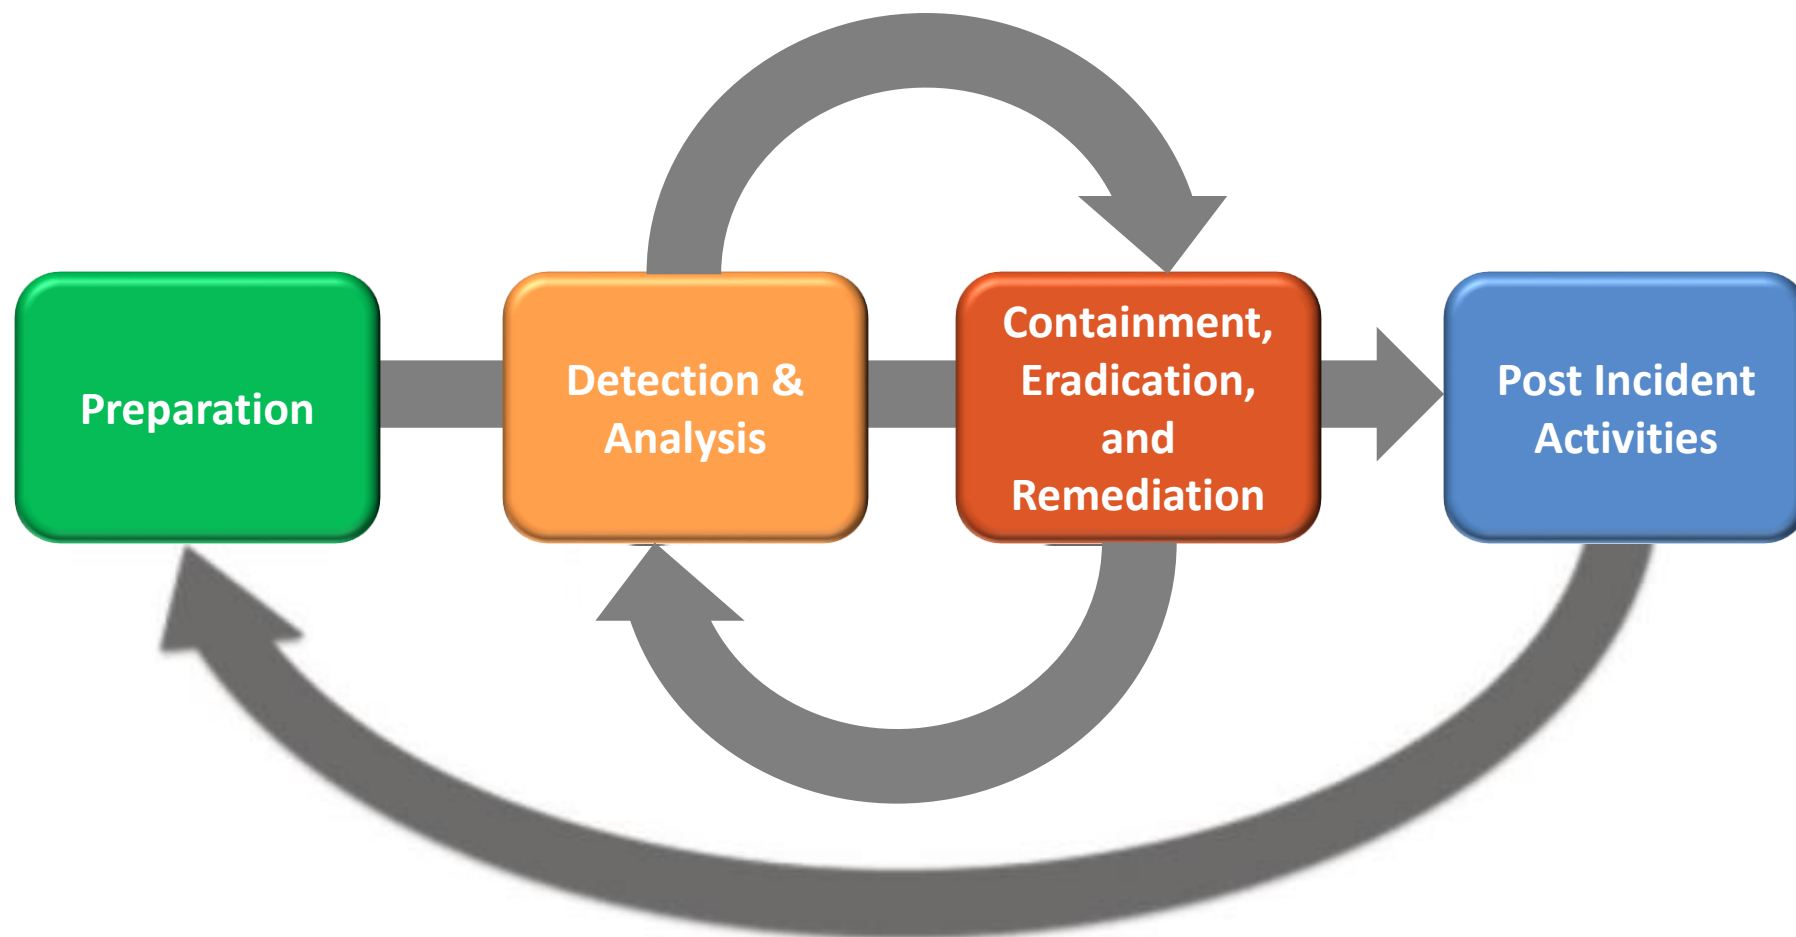 Preparation
Detection &
Analysis
Containment,
Eradication,
and
Remediation
Post Incident
Activities